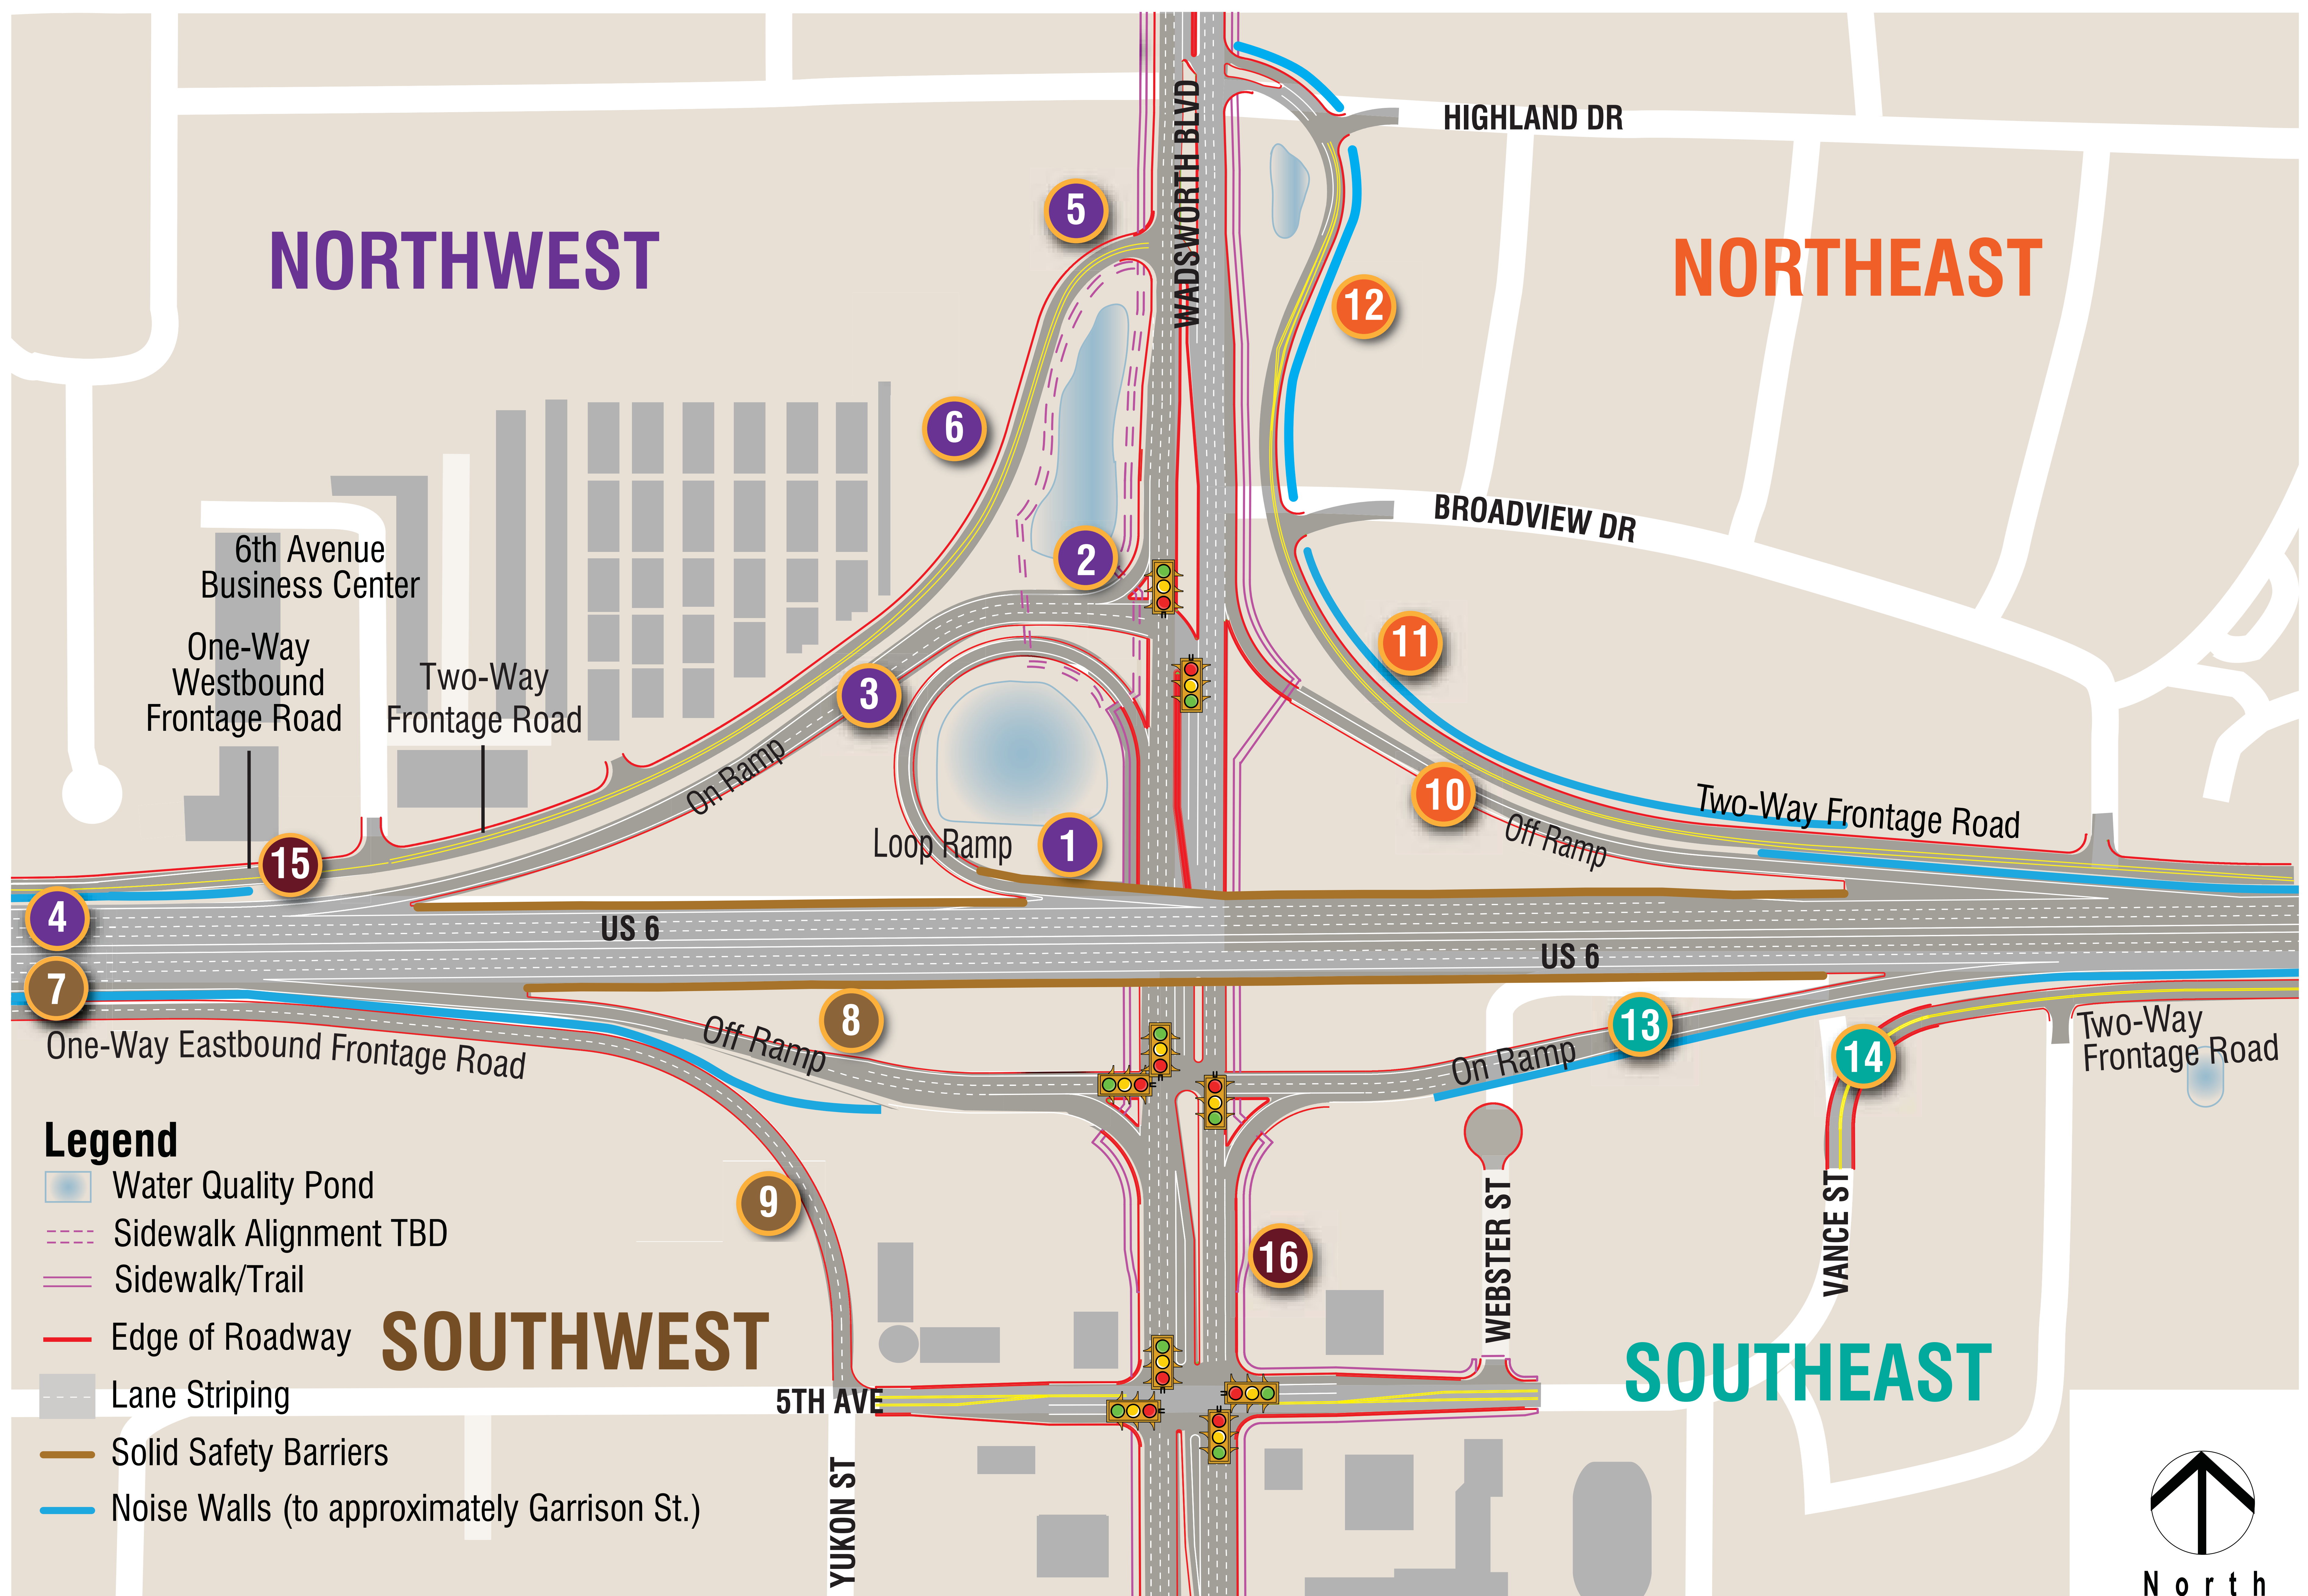 WADSWORTH BLVD
HIGHLAND DR
5
NORTHWEST
NORTHEAST
12
6
BROADVIEW DR
6th Avenue
Business Center
2
One-Way
Westbound
Frontage Road
Two-Way
Frontage Road
3
11
On Ramp
10
Two-Way Frontage Road
Off Ramp
Loop Ramp
1
15
4
US 6
US 6
7
8
13
One-Way Eastbound Frontage Road
Off Ramp
On Ramp
14
Two-Way
Frontage Road
Legend
Water Quality Pond
Sidewalk Alignment TBD
Sidewalk/Trail
Edge of Roadway
Lane Striping
Solid Safety Barriers
Noise Walls (to approximately Garrison St.)
9
16
WEBSTER ST
VANCE ST
SOUTHWEST
SOUTHEAST
5TH AVE
YUKON ST
North